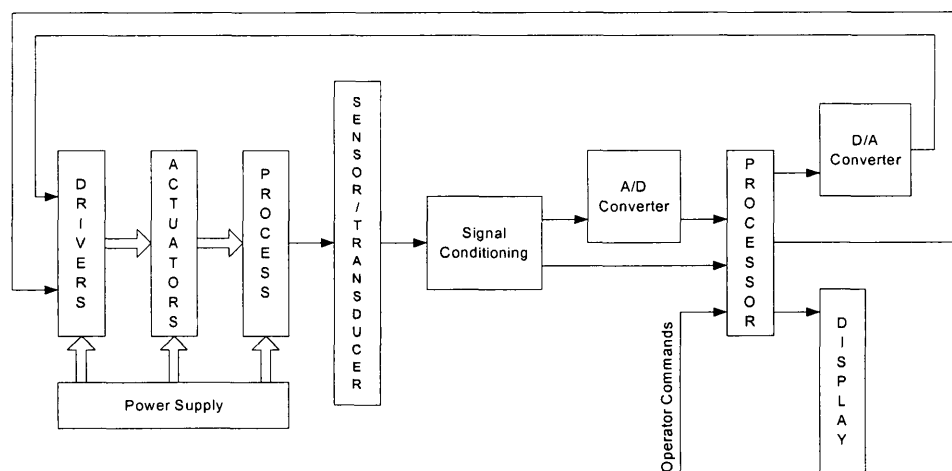 DRIVERS
ACTUATORS
PROCESS
SENSOR/TRANSDUCER
Signal
Conditioning
A/D
Converter
PROCESSOR
D/A
Converter
DISPLAY
Operator Commands
Power Supply